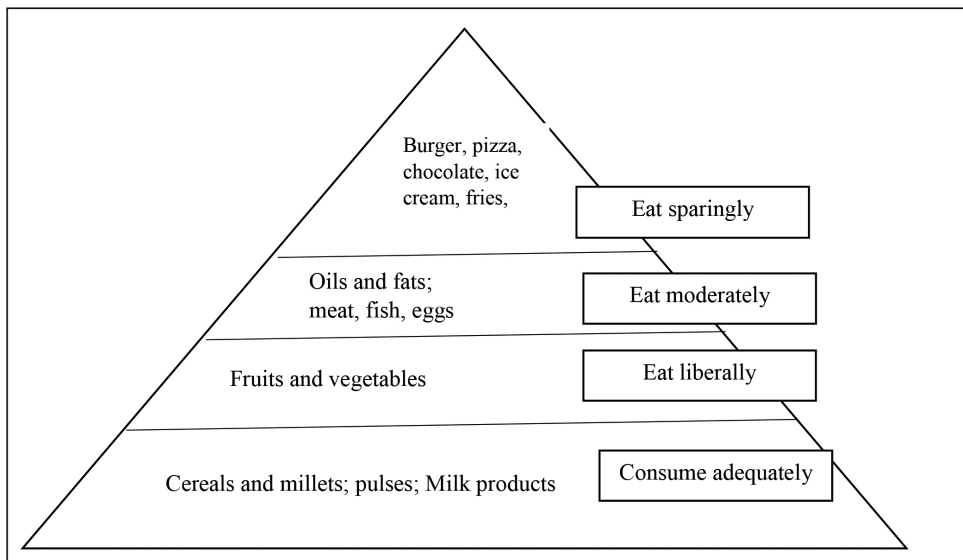 Burger, pizza,
chocolate, ice
cream, fries,
Eat sparingly
Oils and fats;
meat, fish, eggs
Eat moderately
Fruits and vegetables
Eat liberally
Cereals and millets; pulses; Milk products
Consume adequately